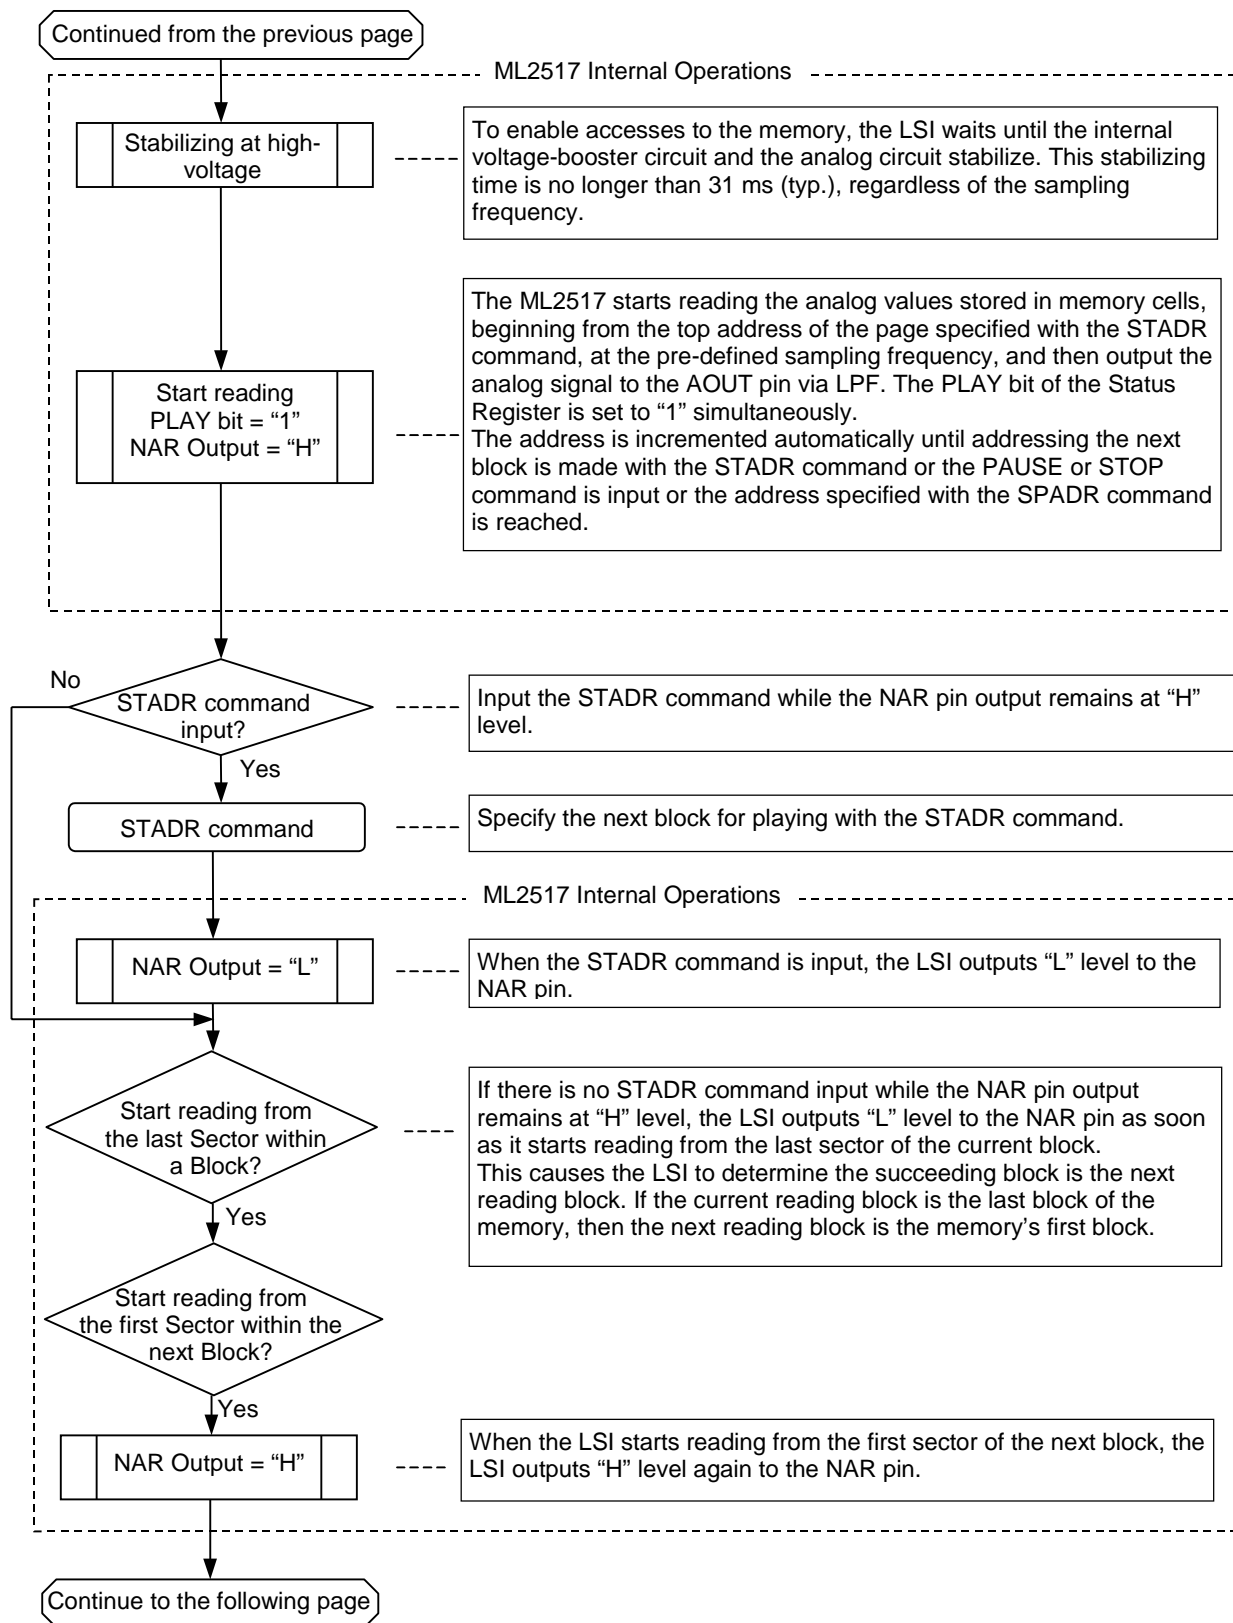 Continued from the previous page
ML2517 Internal Operations
Stabilizing at high-
voltage
To enable accesses to the memory, the LSI waits until the internal
voltage-booster circuit and the analog circuit stabilize. This stabilizing
time is no longer than 31 ms (typ.), regardless of the sampling
frequency.
Start reading
PLAY bit = “1”
NAR Output = “H”
The ML2517 starts reading the analog values stored in memory cells,
beginning from the top address of the page specified with the STADR
command, at the pre-defined sampling frequency, and then output the
analog signal to the AOUT pin via LPF. The PLAY bit of the Status
Register is set to “1” simultaneously.
The address is incremented automatically until addressing the next
block is made with the STADR command or the PAUSE or STOP
command is input or the address specified with the SPADR command
is reached.
No
STADR command
input?
Input the STADR command while the NAR pin output remains at “H”
level.
Yes
STADR command
Specify the next block for playing with the STADR command.
ML2517 Internal Operations
NAR Output = “L”
When the STADR command is input, the LSI outputs “L” level to the
NAR pin.
Start reading from
the last Sector within
a Block?
If there is no STADR command input while the NAR pin output
remains at “H” level, the LSI outputs “L” level to the NAR pin as soon
as it starts reading from the last sector of the current block.
This causes the LSI to determine the succeeding block is the next
reading block. If the current reading block is the last block of the
memory, then the next reading block is the memory’s first block.
Yes
Start reading from
the first Sector within the
next Block?
Yes
NAR Output = “H”
When the LSI starts reading from the first sector of the next block, the
LSI outputs “H” level again to the NAR pin.
Continue to the following page